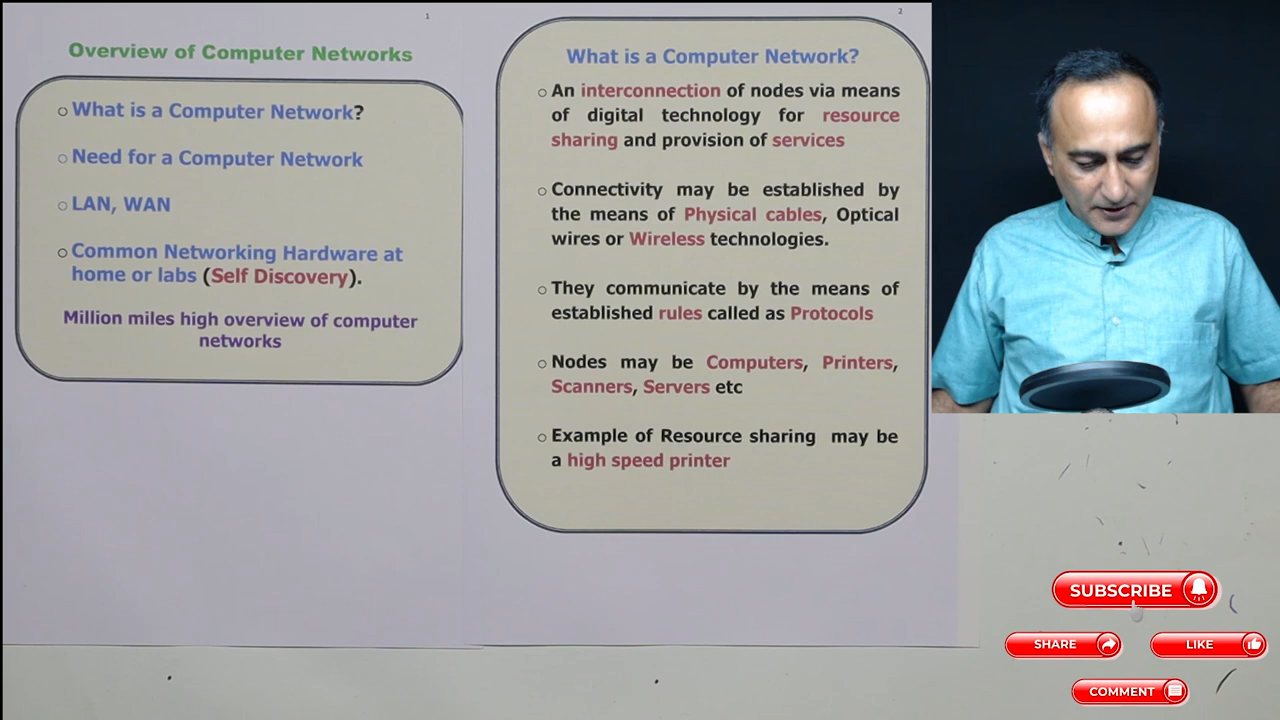 1
Overview of Computer Networks
○ What is a Computer Network?
○ Need for a Computer Network
○ LAN, WAN
○ Common Networking Hardware at
home or labs (Self Discovery).
Million miles high overview of computer
networks
2
What is a Computer Network?
○ An interconnection of nodes via means
of digital technology for resource
sharing and provision of services
○ Connectivity may be established by
the means of Physical cables, Optical
wires or Wireless technologies.
○ They communicate by the means of
established rules called as Protocols
○ Nodes may be Computers, Printers,
Scanners, Servers etc
○ Example of Resource sharing may be
a high speed printer
SUBSCRIBE
SHARE
LIKE
COMMENT